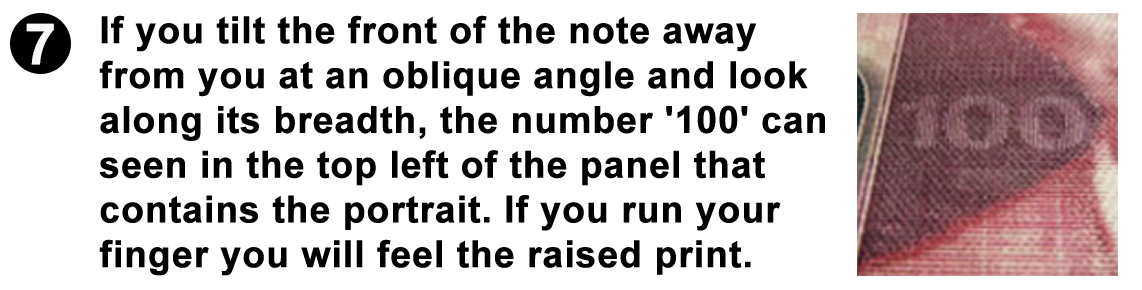 7
If you tilt the front of the note away
from you at an oblique angle and look
along its breadth, the number '100' can
seen in the top left of the panel that
contains the portrait. If you run your
finger you will feel the raised print.
100